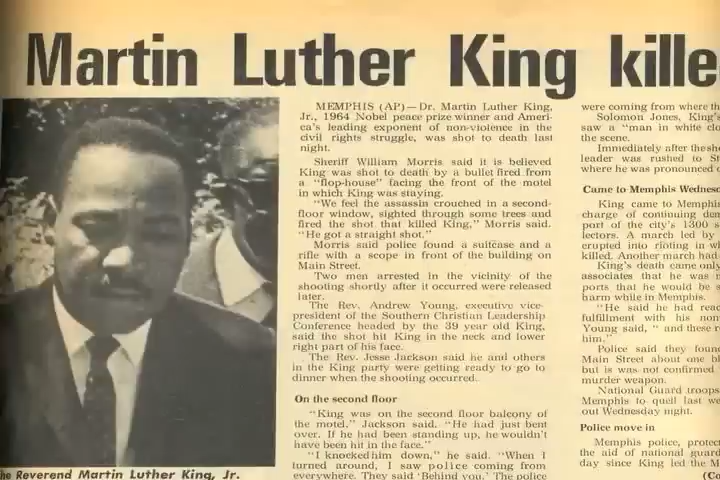 Martin Luther King kille
MEMPHIS (AP)—Dr. Martin Luther King,
Jr., 1964 Nobel peace prize winner and Ameri-
ca's leading exponent of non-violence in the
civil rights struggle, was shot to death last
night.
Sheriff William Morris said it is believed
King was shot to death by a bullet fired from
a "flop-house" facing the front of the motel
in which King was staying.
"We feel the assassin crouched in a second-
floor window, sighted through some trees and
fired the shot that killed King," Morris said.
"He got a straight shot."
Morris said police found a suitcase and a
rifle with a scope in front of the building on
Main Street.
Two men arrested in the vicinity of the
shooting shortly after it occurred were released
later.
The Rev. Andrew Young, executive vice-
president of the Southern Christian Leadership
Conference headed by the 39 year old King,
said the shot hit King in the neck and lower
right part of his face.
The Rev. Jesse Jackson said he and others
in the King party were getting ready to go to
dinner when the shooting occurred.
On the second floor
"King was on the second floor balcony of
the motel," Jackson said. "He had just bent
over. If he had been standing up, he wouldn't
have been hit in the face."
"I knocked him down," he said. "When I
turned around, I saw police coming from
everywhere. They said 'Behind you.' The police
were coming from where th
Solomon Jones, King's
saw a "man in white clo
the scene.
Immediately after the sho
leader was rushed to St
where he was pronounced d
Came to Memphis Wednesd
King came to Memphis
charge of continuing dem
port of the city's 1300 s
lectors. A march led by
erupted into rioting in wh
killed. Another march had
King's death came only
associates that he was n
ports that he would be s
harm while in Memphis.
"He said he had reac
fulfillment with his non
Young said, " and these r
him."
Police said they found
Main Street about one bl
but is was not confirmed
murder weapon.
National Guard troops
Memphis to quell last we
out Wednesday night.
Police move in
Memphis police, protec
the aid of national guard
day since King led the M
(Co
he Reverend Martin Luther King, Jr.